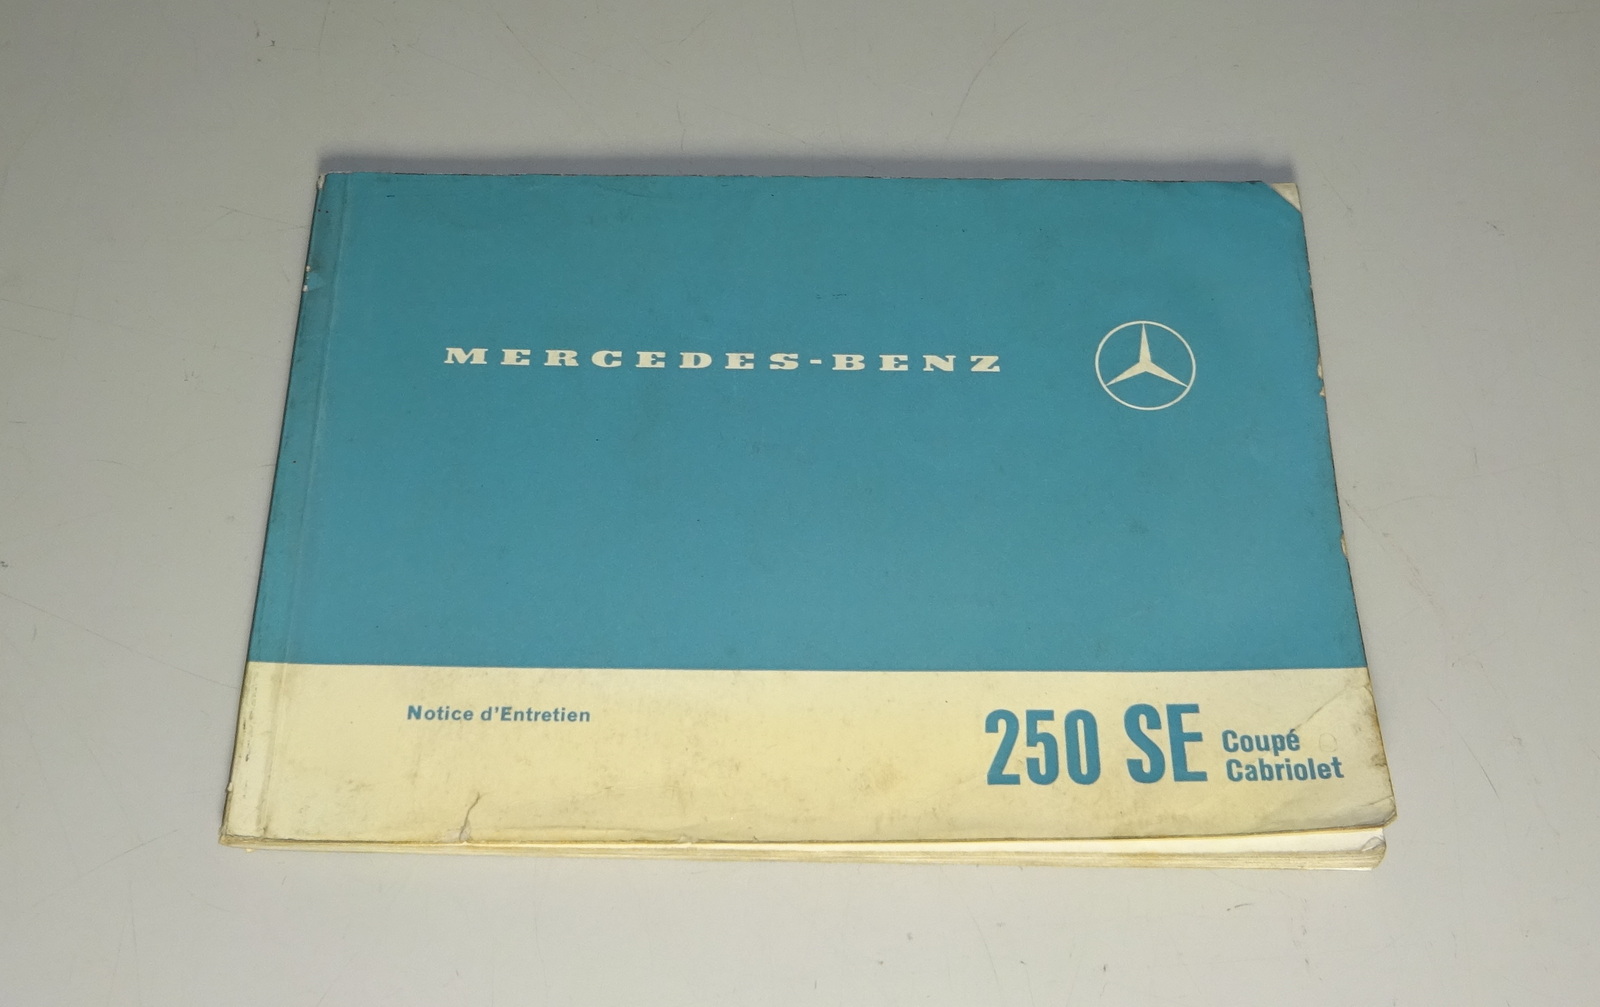 MERCEDES-BENZ
Notice d'Entretien
250 SE Coupé
Cabriolet